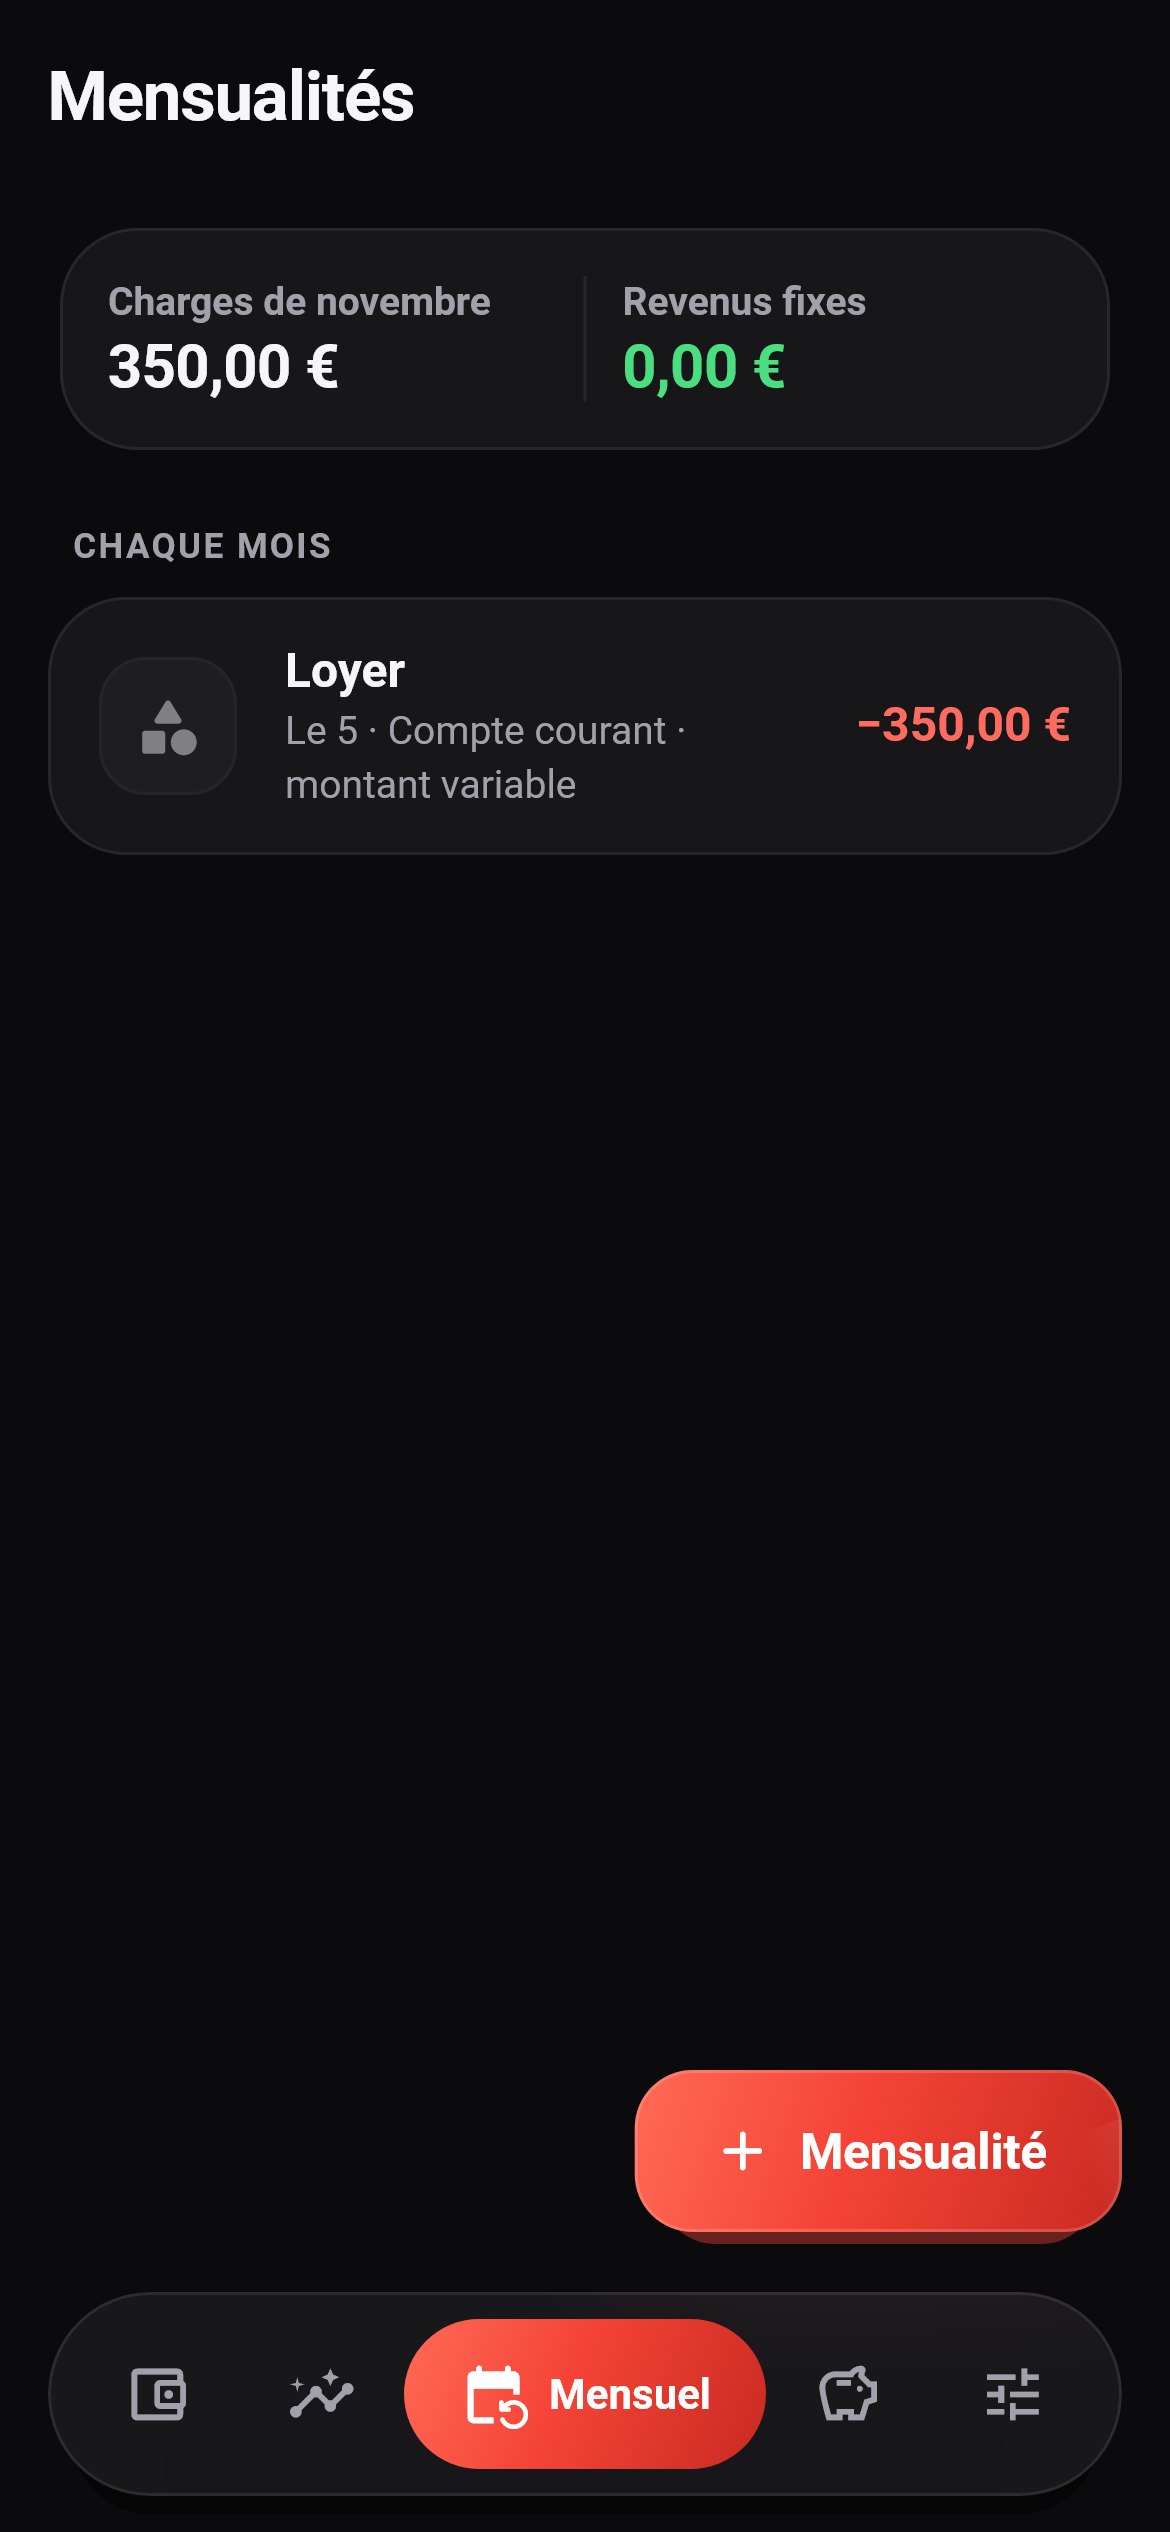 Mensualités
Charges de novembre
350,00 €
Revenus fixes
0,00 €
CHAQUE MOIS
Loyer
Le 5 · Compte courant ·
montant variable
−350,00 €
+ Mensualité
Mensuel